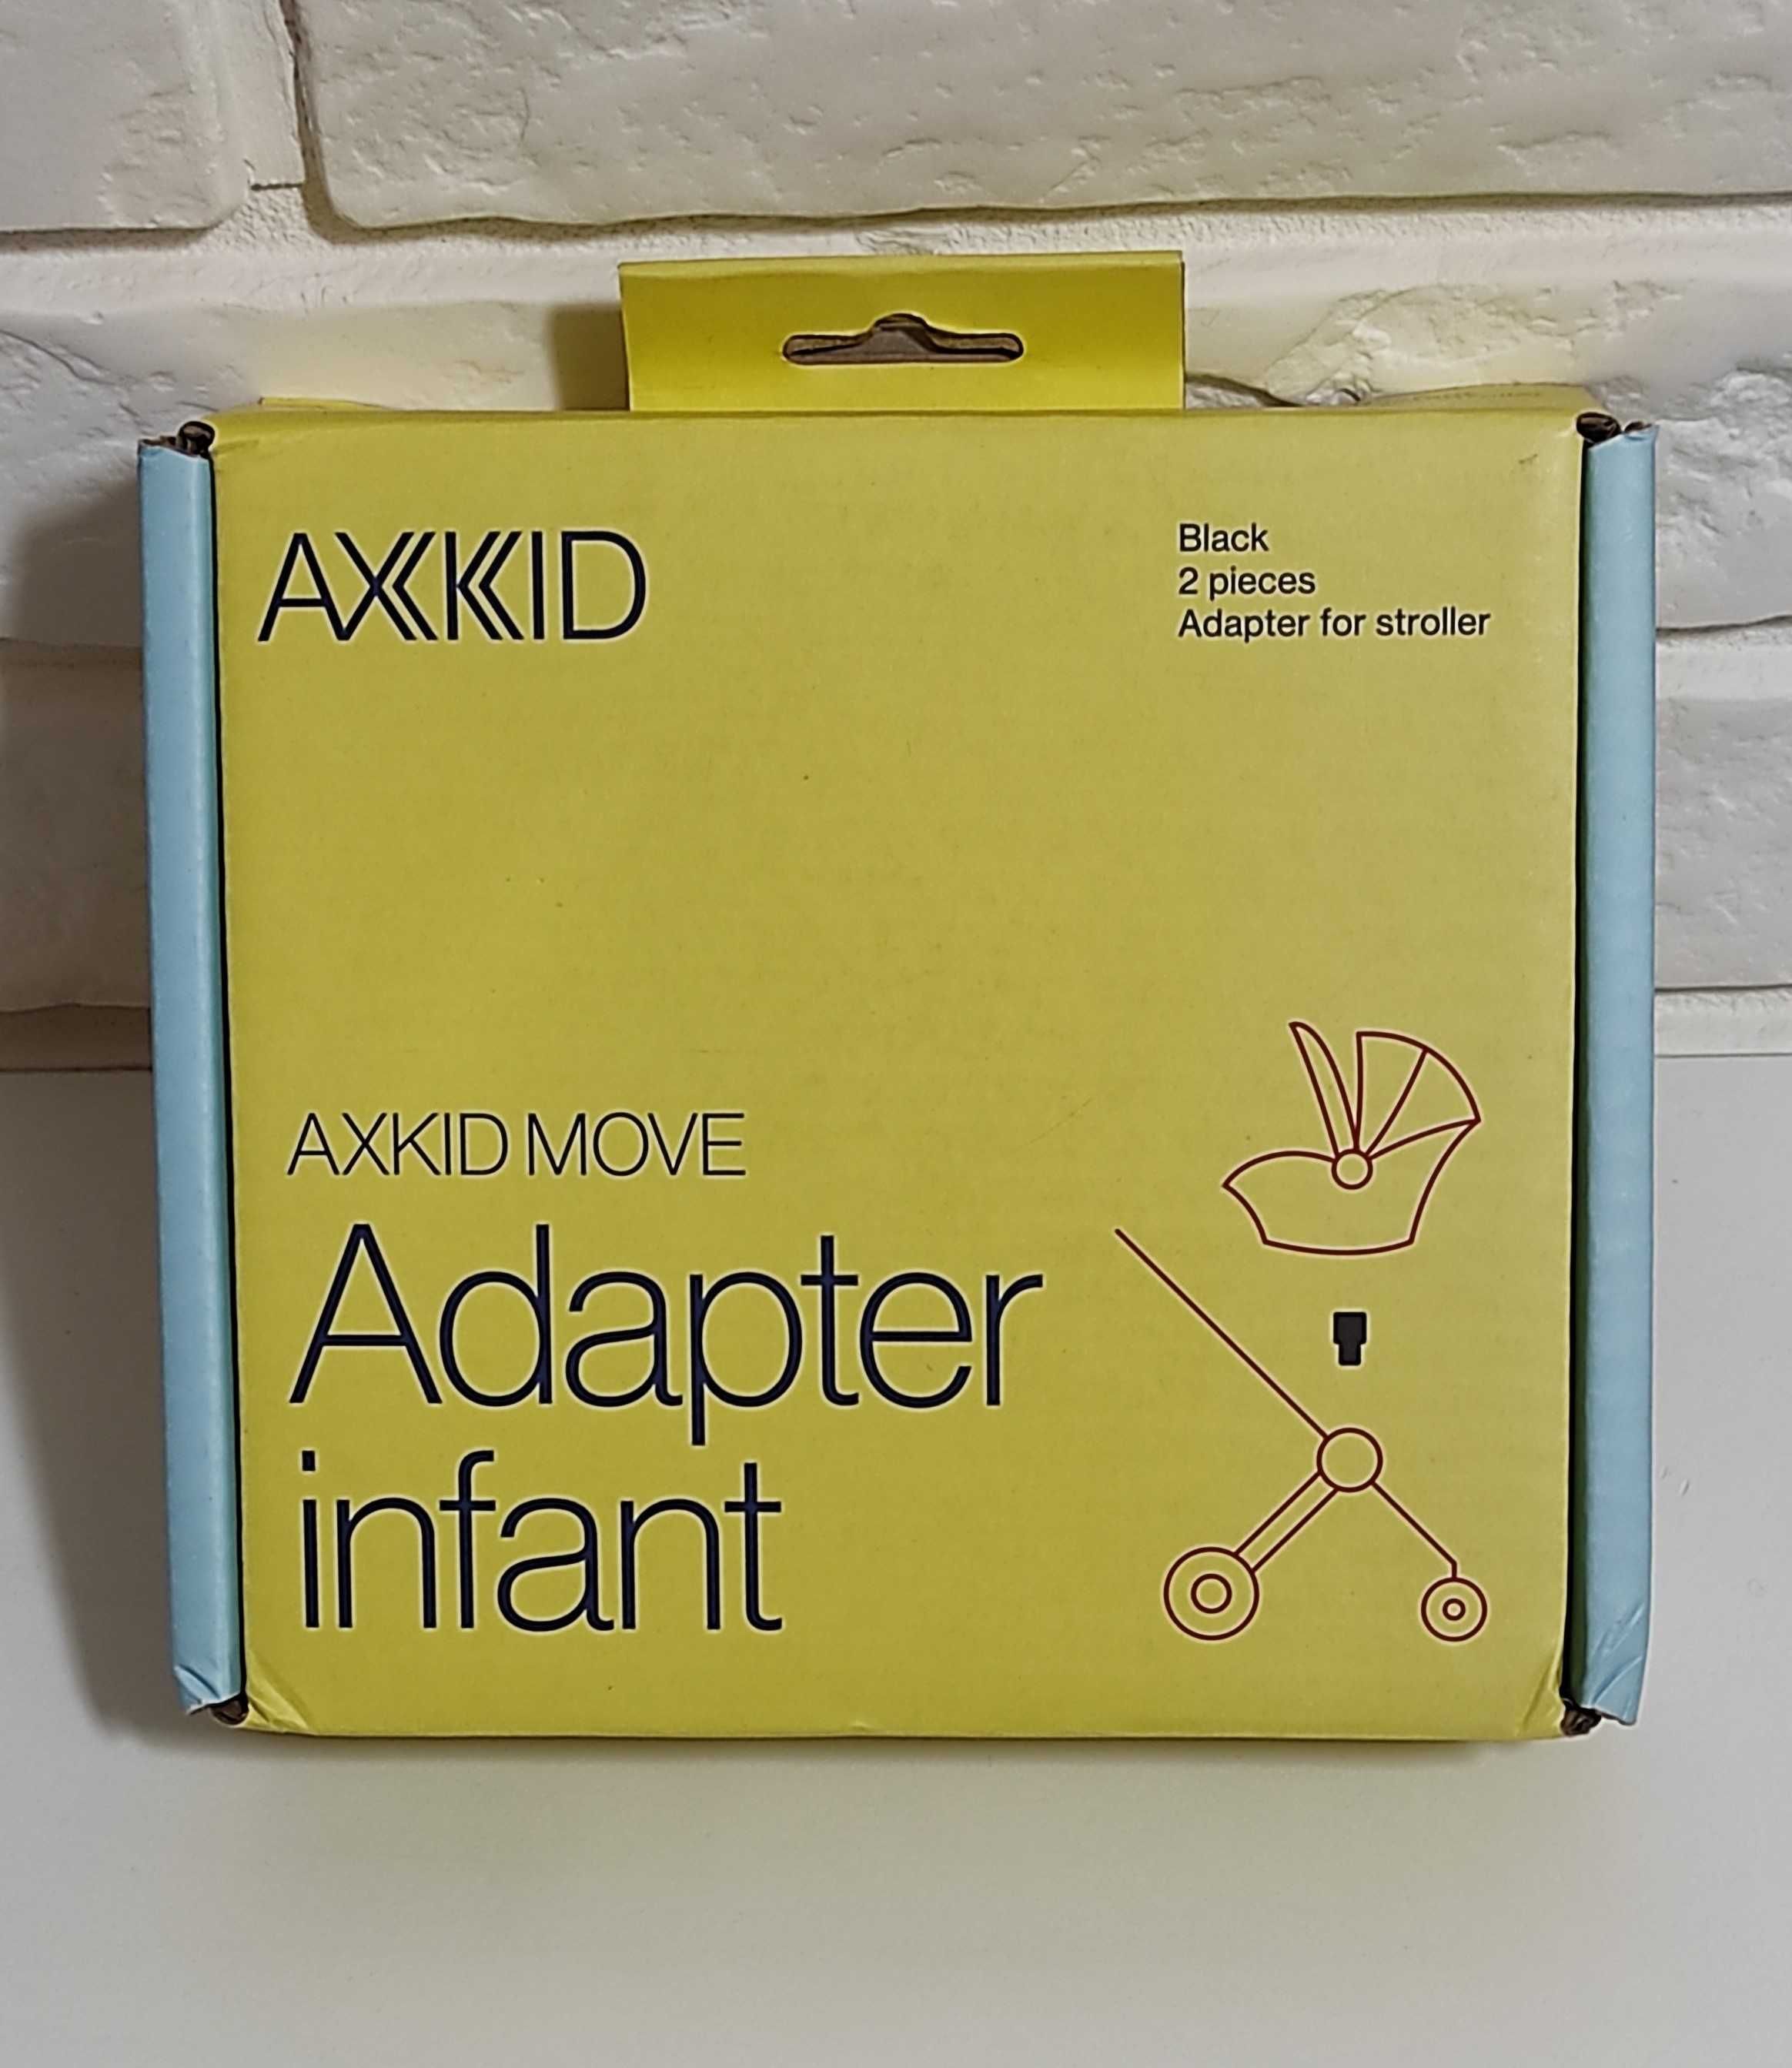 AXKID
Black
2 pieces
Adapter for stroller
AXKID MOVE
Adapter
infant